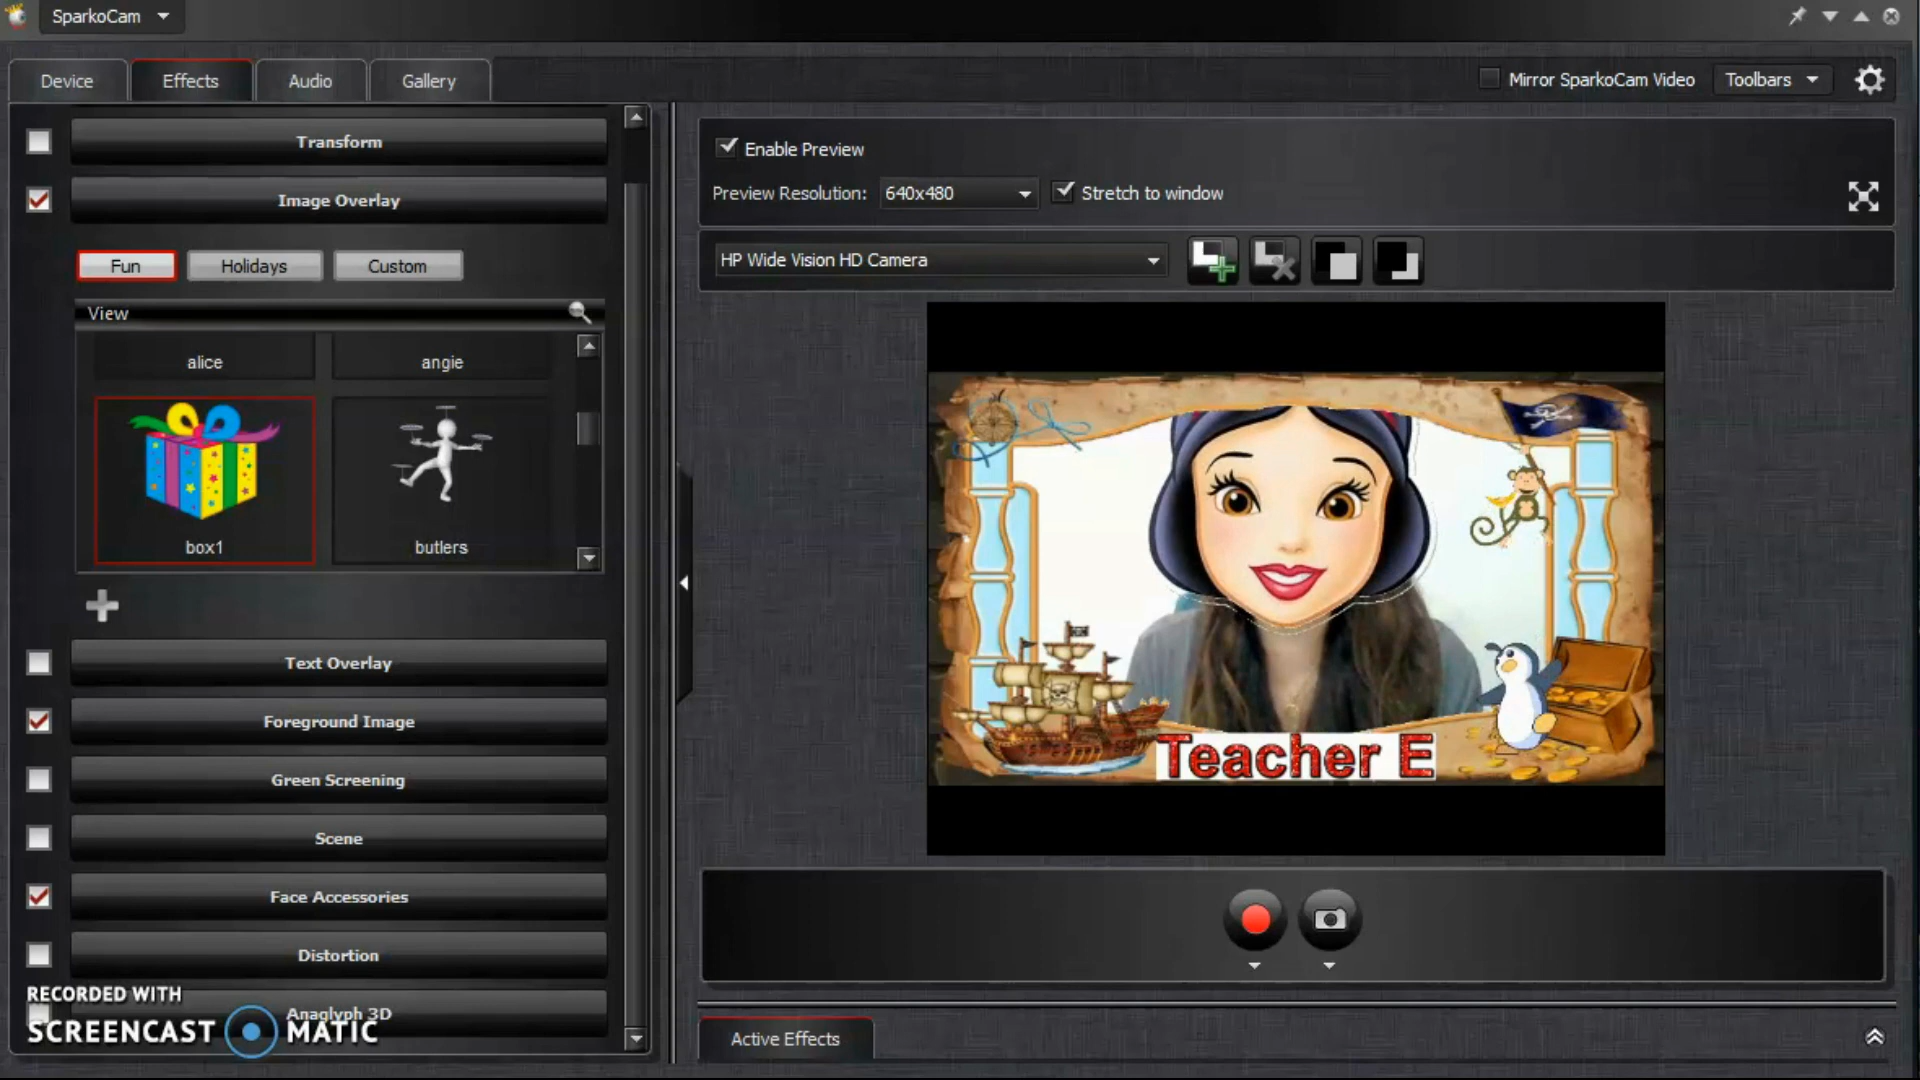 SparkoCam
Device
Effects
Audio
Gallery
Mirror SparkoCam Video
Toolbars
Transform
Image Overlay
Fun
Holidays
Custom
View
alice
angie
box1
butlers
Text Overlay
Foreground Image
Green Screening
Scene
Face Accessories
Distortion
Anaglyph 3D
RECORDED WITH
SCREENCAST MATIC
Enable Preview
Preview Resolution: 640x480
Stretch to window
HP Wide Vision HD Camera
Teacher E
Active Effects